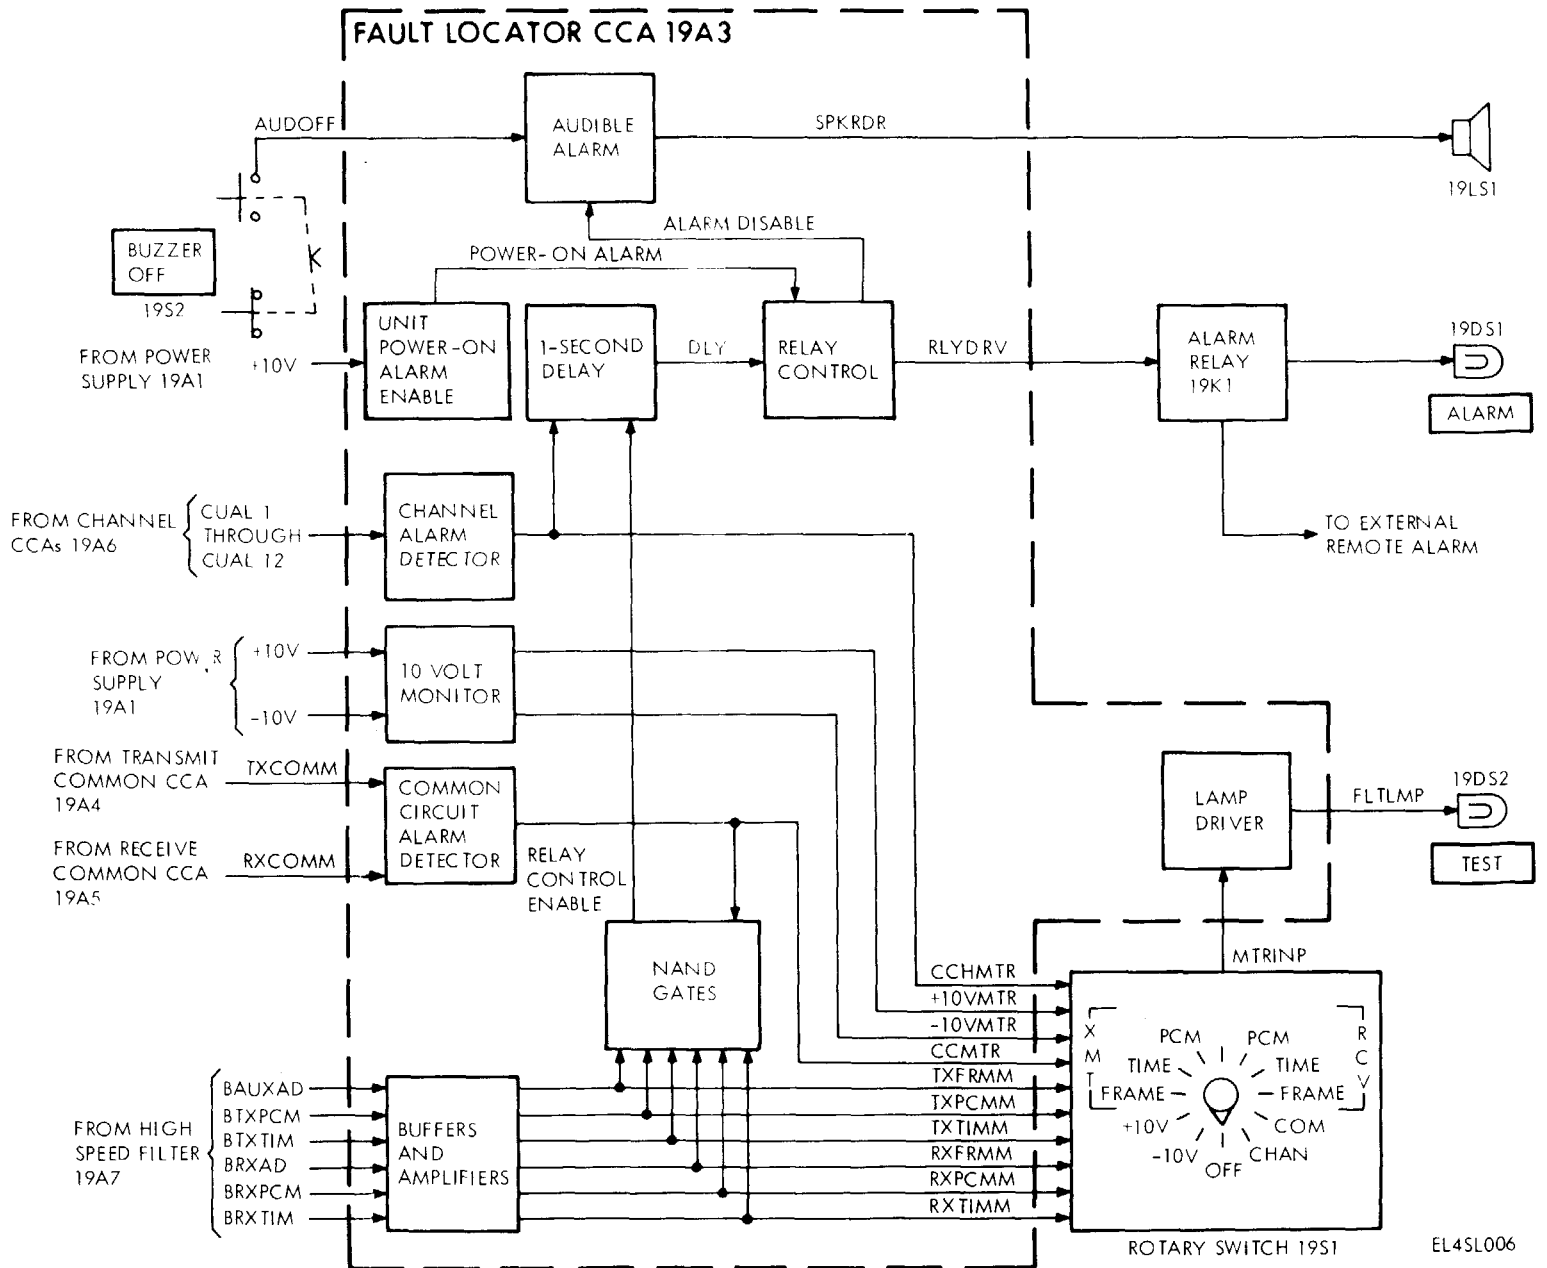 FAULT LOCATOR CCA 19A3
AUDOFF
AUDIBLE
ALARM
SPKRDR
19LS1
ALARM DISABLE
POWER-ON ALARM
BUZZER
OFF
19S2
FROM POWER
SUPPLY 19A1
+10V
UNIT
POWER-ON
ALARM
ENABLE
1-SECOND
DELAY
DLY
RELAY
CONTROL
RLYDRV
ALARM
RELAY
19K1
19DS1
ALARM
TO EXTERNAL
REMOTE ALARM
FROM CHANNEL
CCAs 19A6
CUAL 1
THROUGH
CUAL 12
CHANNEL
ALARM
DETECTOR
FROM POW R
SUPPLY
19A1
+10V
-10V
10 VOLT
MONITOR
FROM TRANSMIT
COMMON CCA
19A4
TXCOMM
FROM RECEIVE
COMMON CCA
19A5
RXCOMM
COMMON
CIRCUIT
ALARM
DETECTOR
RELAY
CONTROL
ENABLE
NAND
GATES
LAMP
DRIVER
FLTLMP
19DS2
TEST
MTRINP
CCHMTR
+10VMTR
-10VMTR
CCMTR
TXFRMM
TXPCMM
TXTIMM
RXFRMM
RXPCMM
RXTIMM
FROM HIGH
SPEED FILTER
19A7
BAUXAD
BTXPCM
BTXTIM
BRXAD
BRXPCM
BRXTIM
BUFFERS
AND
AMPLIFIERS
XMT
PCM
TIME
FRAME
+10V
-10V
OFF
CHAN
COM
FRAME
TIME
PCM
RCV
ROTARY SWITCH 19S1
EL4SL006